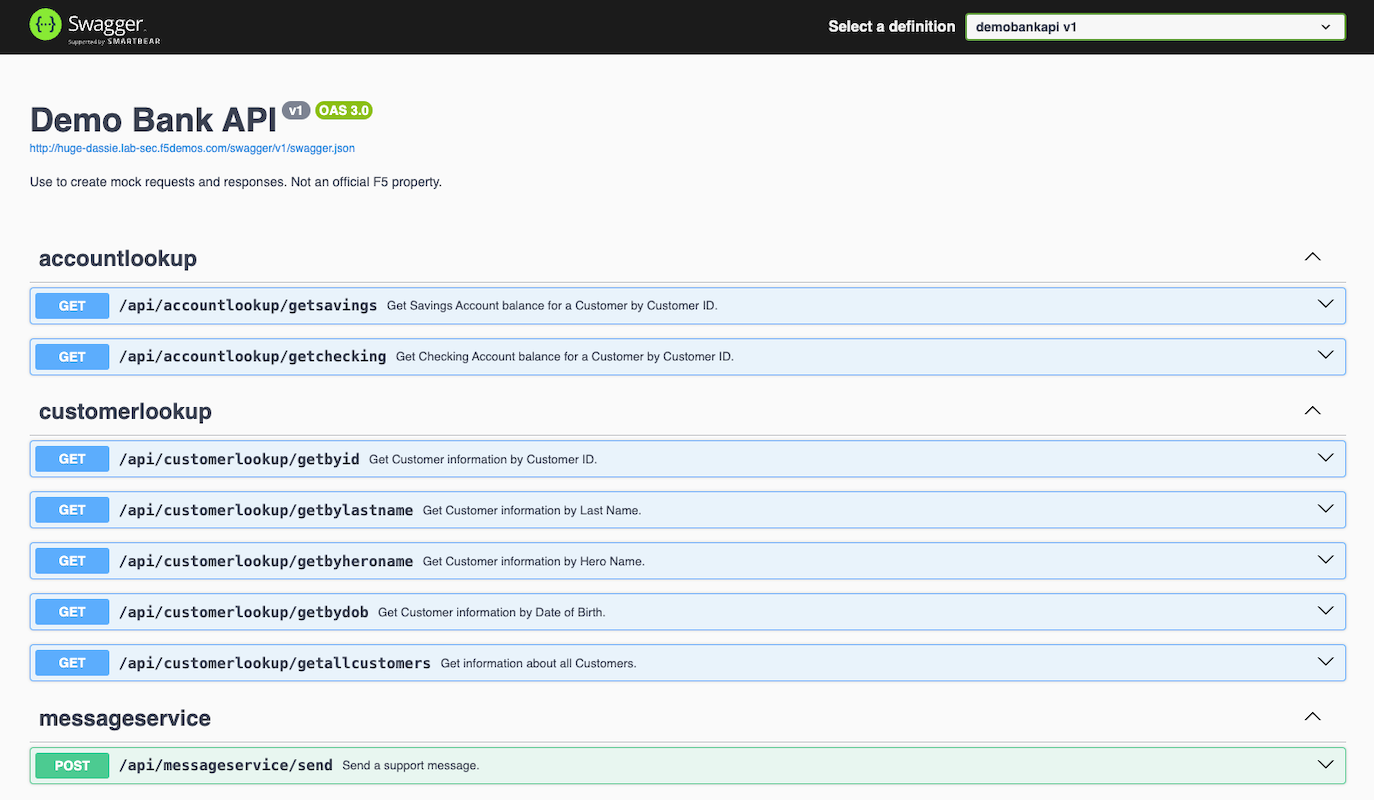 Swagger.
Supported by SMARTBEAR
Select a definition
demobankapi v1
Demo Bank API v1 OAS 3.0
http://huge-dassie.lab-sec.f5demos.com/swagger/v1/swagger.json
Use to create mock requests and responses. Not an official F5 property.
accountlookup
GET /api/accountlookup/getsavings Get Savings Account balance for a Customer by Customer ID.
GET /api/accountlookup/getchecking Get Checking Account balance for a Customer by Customer ID.
customerlookup
GET /api/customerlookup/getbyid Get Customer information by Customer ID.
GET /api/customerlookup/getbylastname Get Customer information by Last Name.
GET /api/customerlookup/getbyheroname Get Customer information by Hero Name.
GET /api/customerlookup/getbydob Get Customer information by Date of Birth.
GET /api/customerlookup/getallcustomers Get information about all Customers.
messageservice
POST /api/messageservice/send Send a support message.